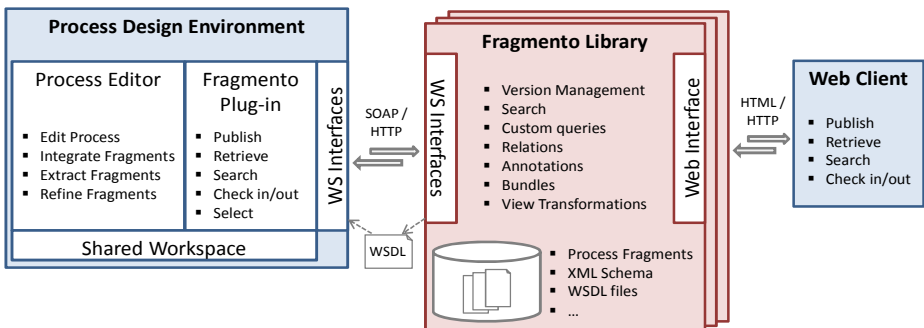 Process Design Environment
Process Editor
▪ Edit Process
▪ Integrate Fragments
▪ Extract Fragments
▪ Refine Fragments
Fragmento
Plug-in
▪ Publish
▪ Retrieve
▪ Search
▪ Check in/out
▪ Select
WS Interfaces
Shared Workspace
SOAP /
HTTP
WSDL
Fragmento Library
WS Interfaces
▪ Version Management
▪ Search
▪ Custom queries
▪ Relations
▪ Annotations
▪ Bundles
▪ View Transformations
Web Interface
▪ Process Fragments
▪ XML Schema
▪ WSDL files
▪ ...
HTML /
HTTP
Web Client
▪ Publish
▪ Retrieve
▪ Search
▪ Check in/out